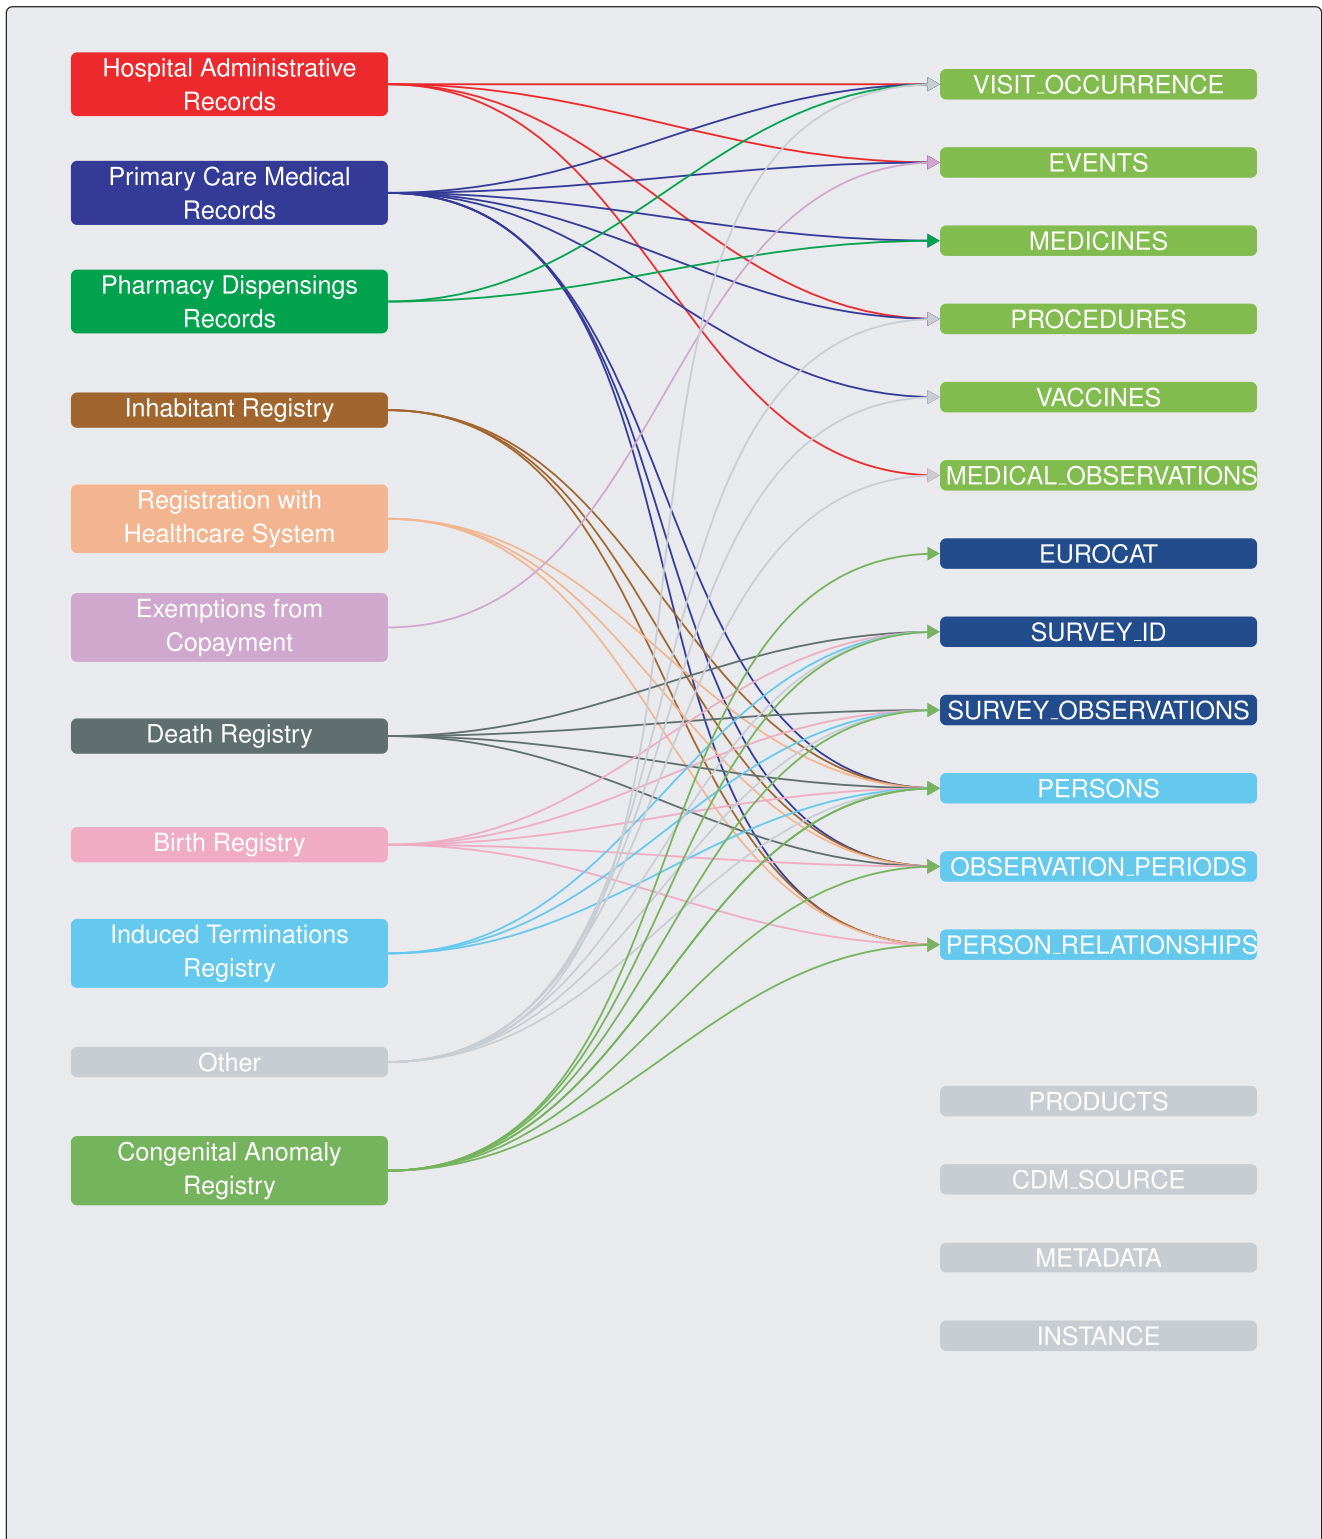 Hospital Administrative
Records
Primary Care Medical
Records
Pharmacy Dispensings
Records
Inhabitant Registry
Registration with
Healthcare System
Exemptions from
Copayment
Death Registry
Birth Registry
Induced Terminations
Registry
Other
Congenital Anomaly
Registry
VISIT_OCCURRENCE
EVENTS
MEDICINES
PROCEDURES
VACCINES
MEDICAL_OBSERVATIONS
EUROCAT
SURVEY_ID
SURVEY_OBSERVATIONS
PERSONS
OBSERVATION_PERIODS
PERSON_RELATIONSHIPS
PRODUCTS
CDM_SOURCE
METADATA
INSTANCE